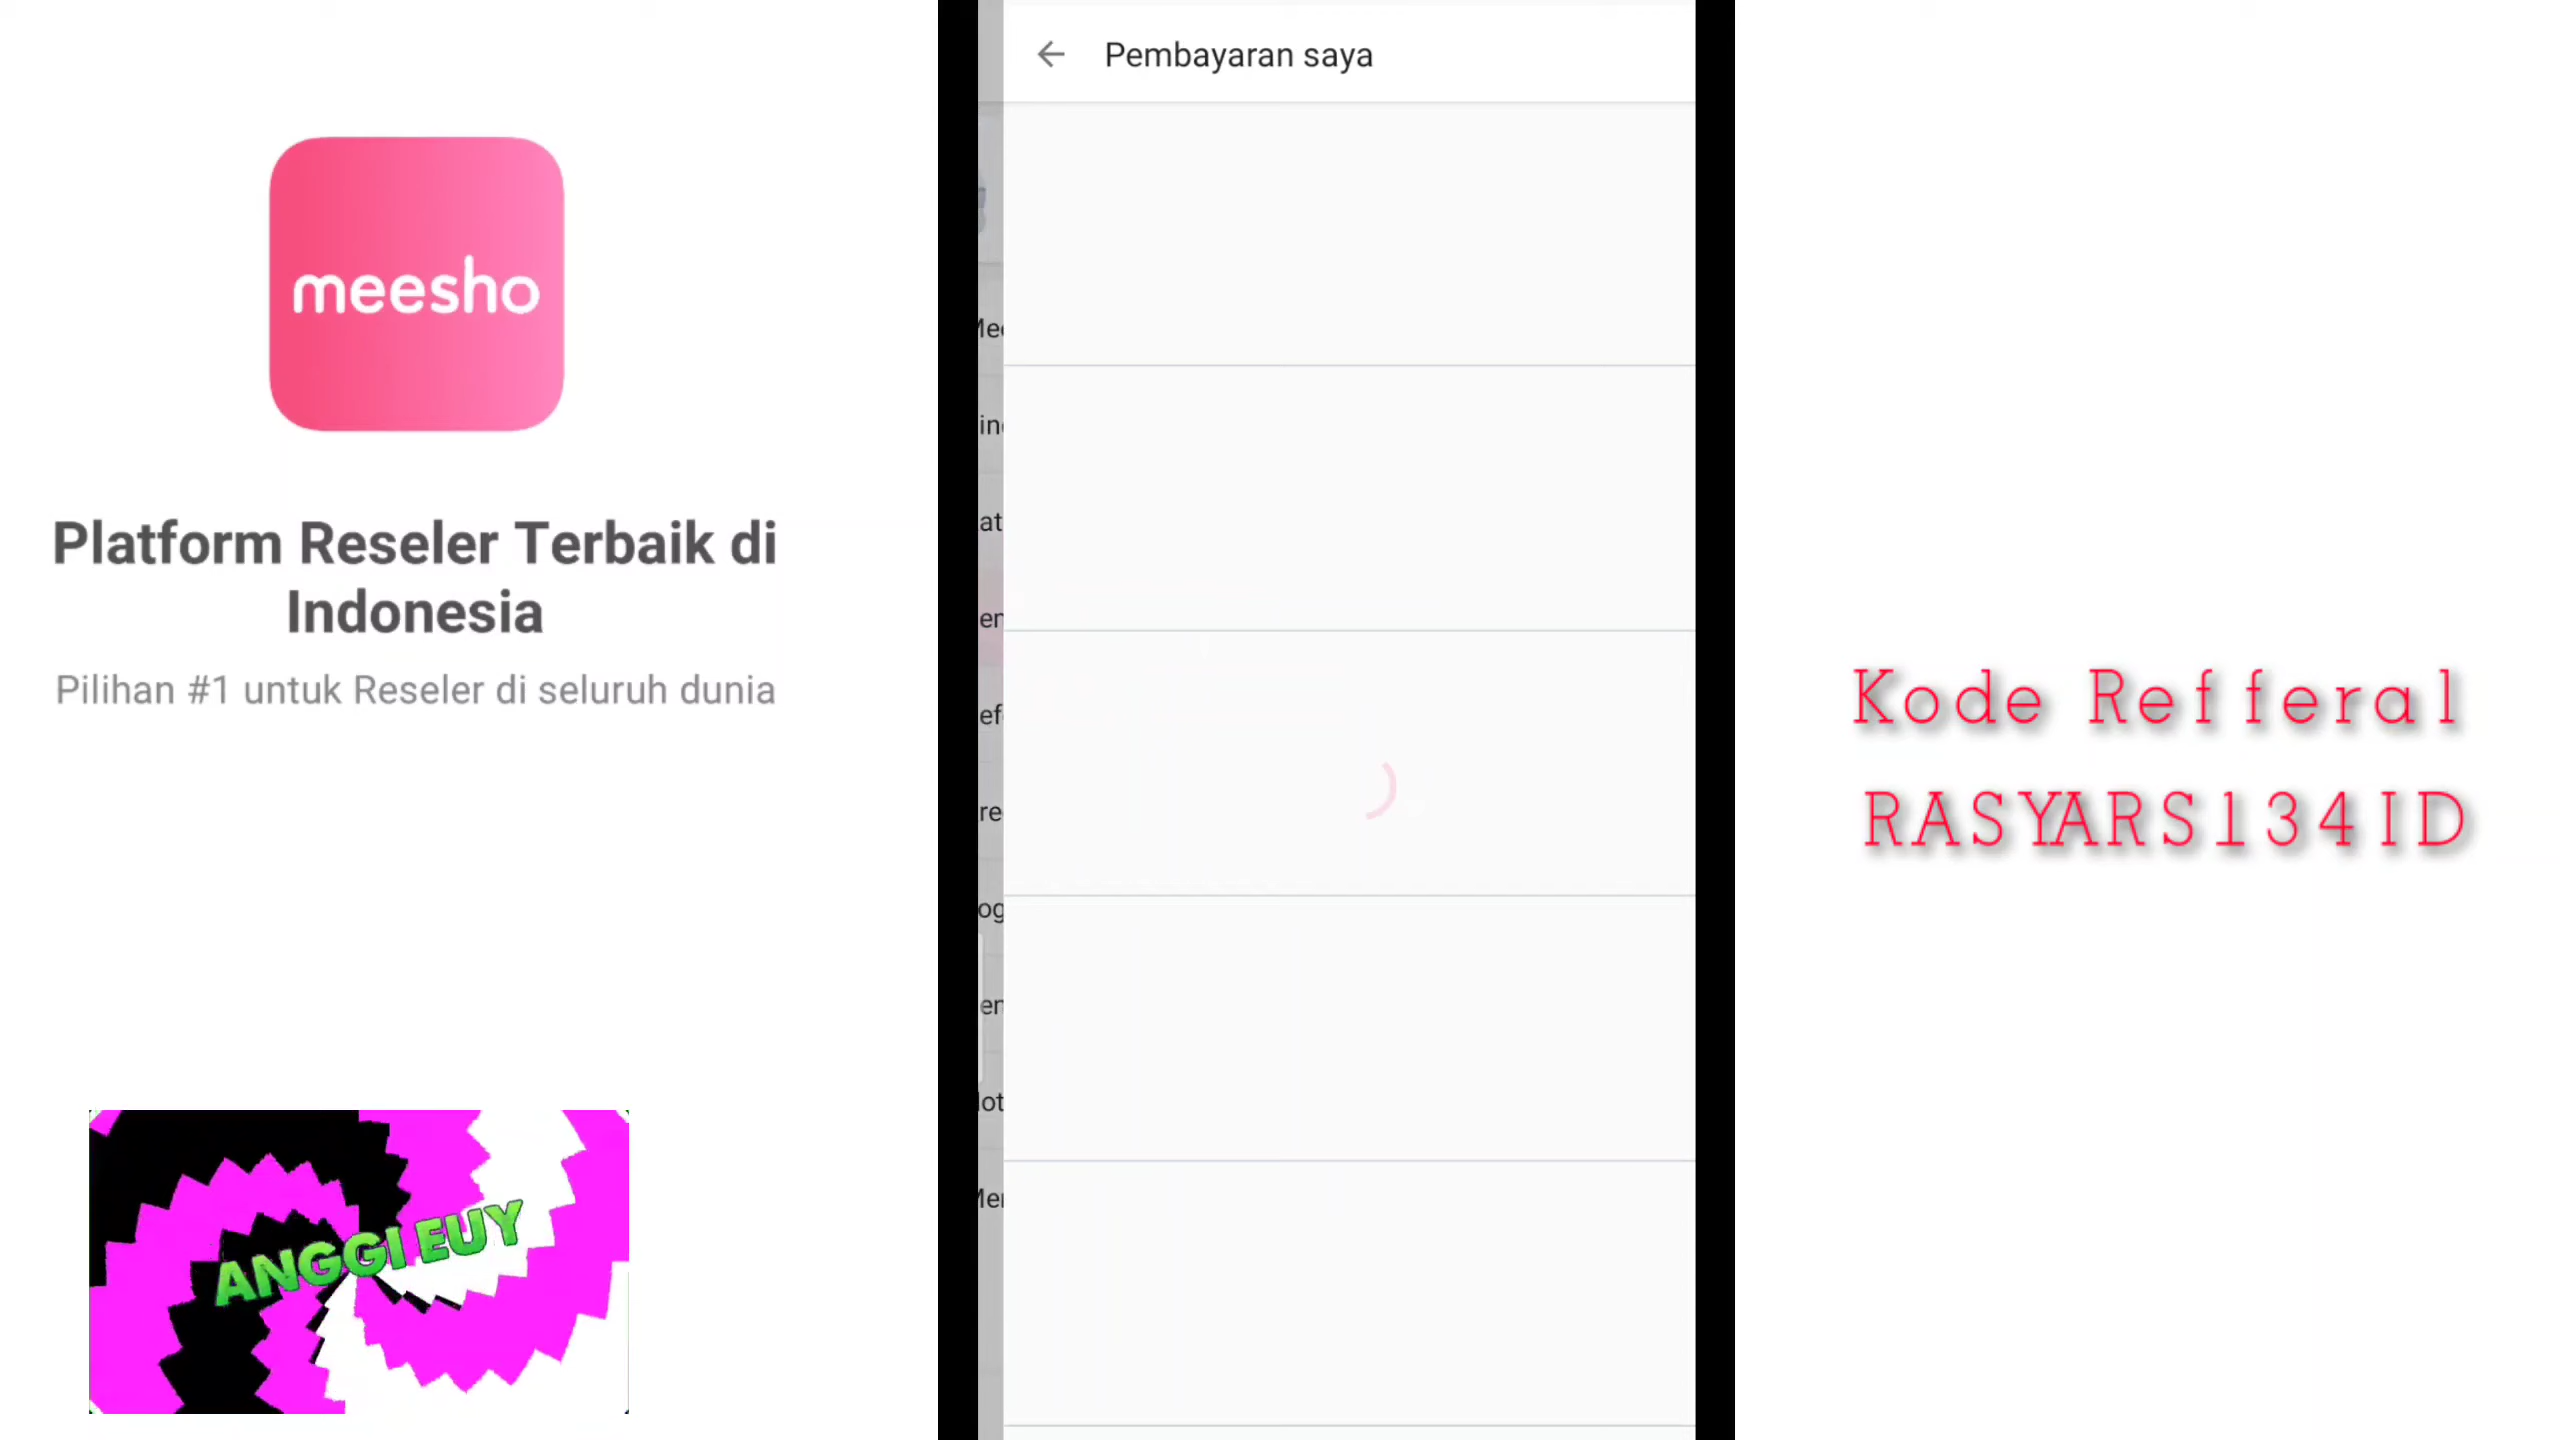 meesho
Platform Reseler Terbaik di
Indonesia
Pilihan #1 untuk Reseler di seluruh dunia
ANGGI EUY
Pembayaran saya
Kode Refferal
RASYARS134ID